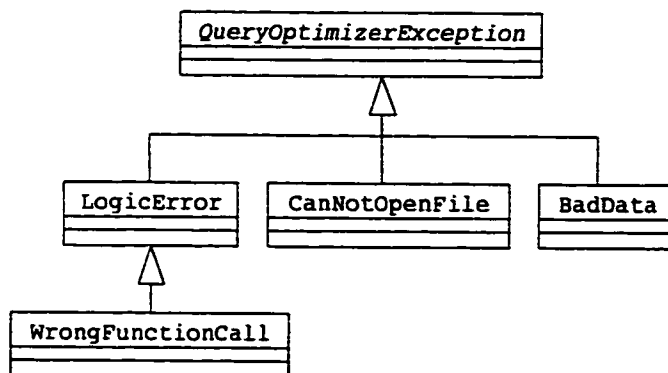 QueryOptimizerException
LogicError
CanNotOpenFile
BadData
WrongFunctionCall